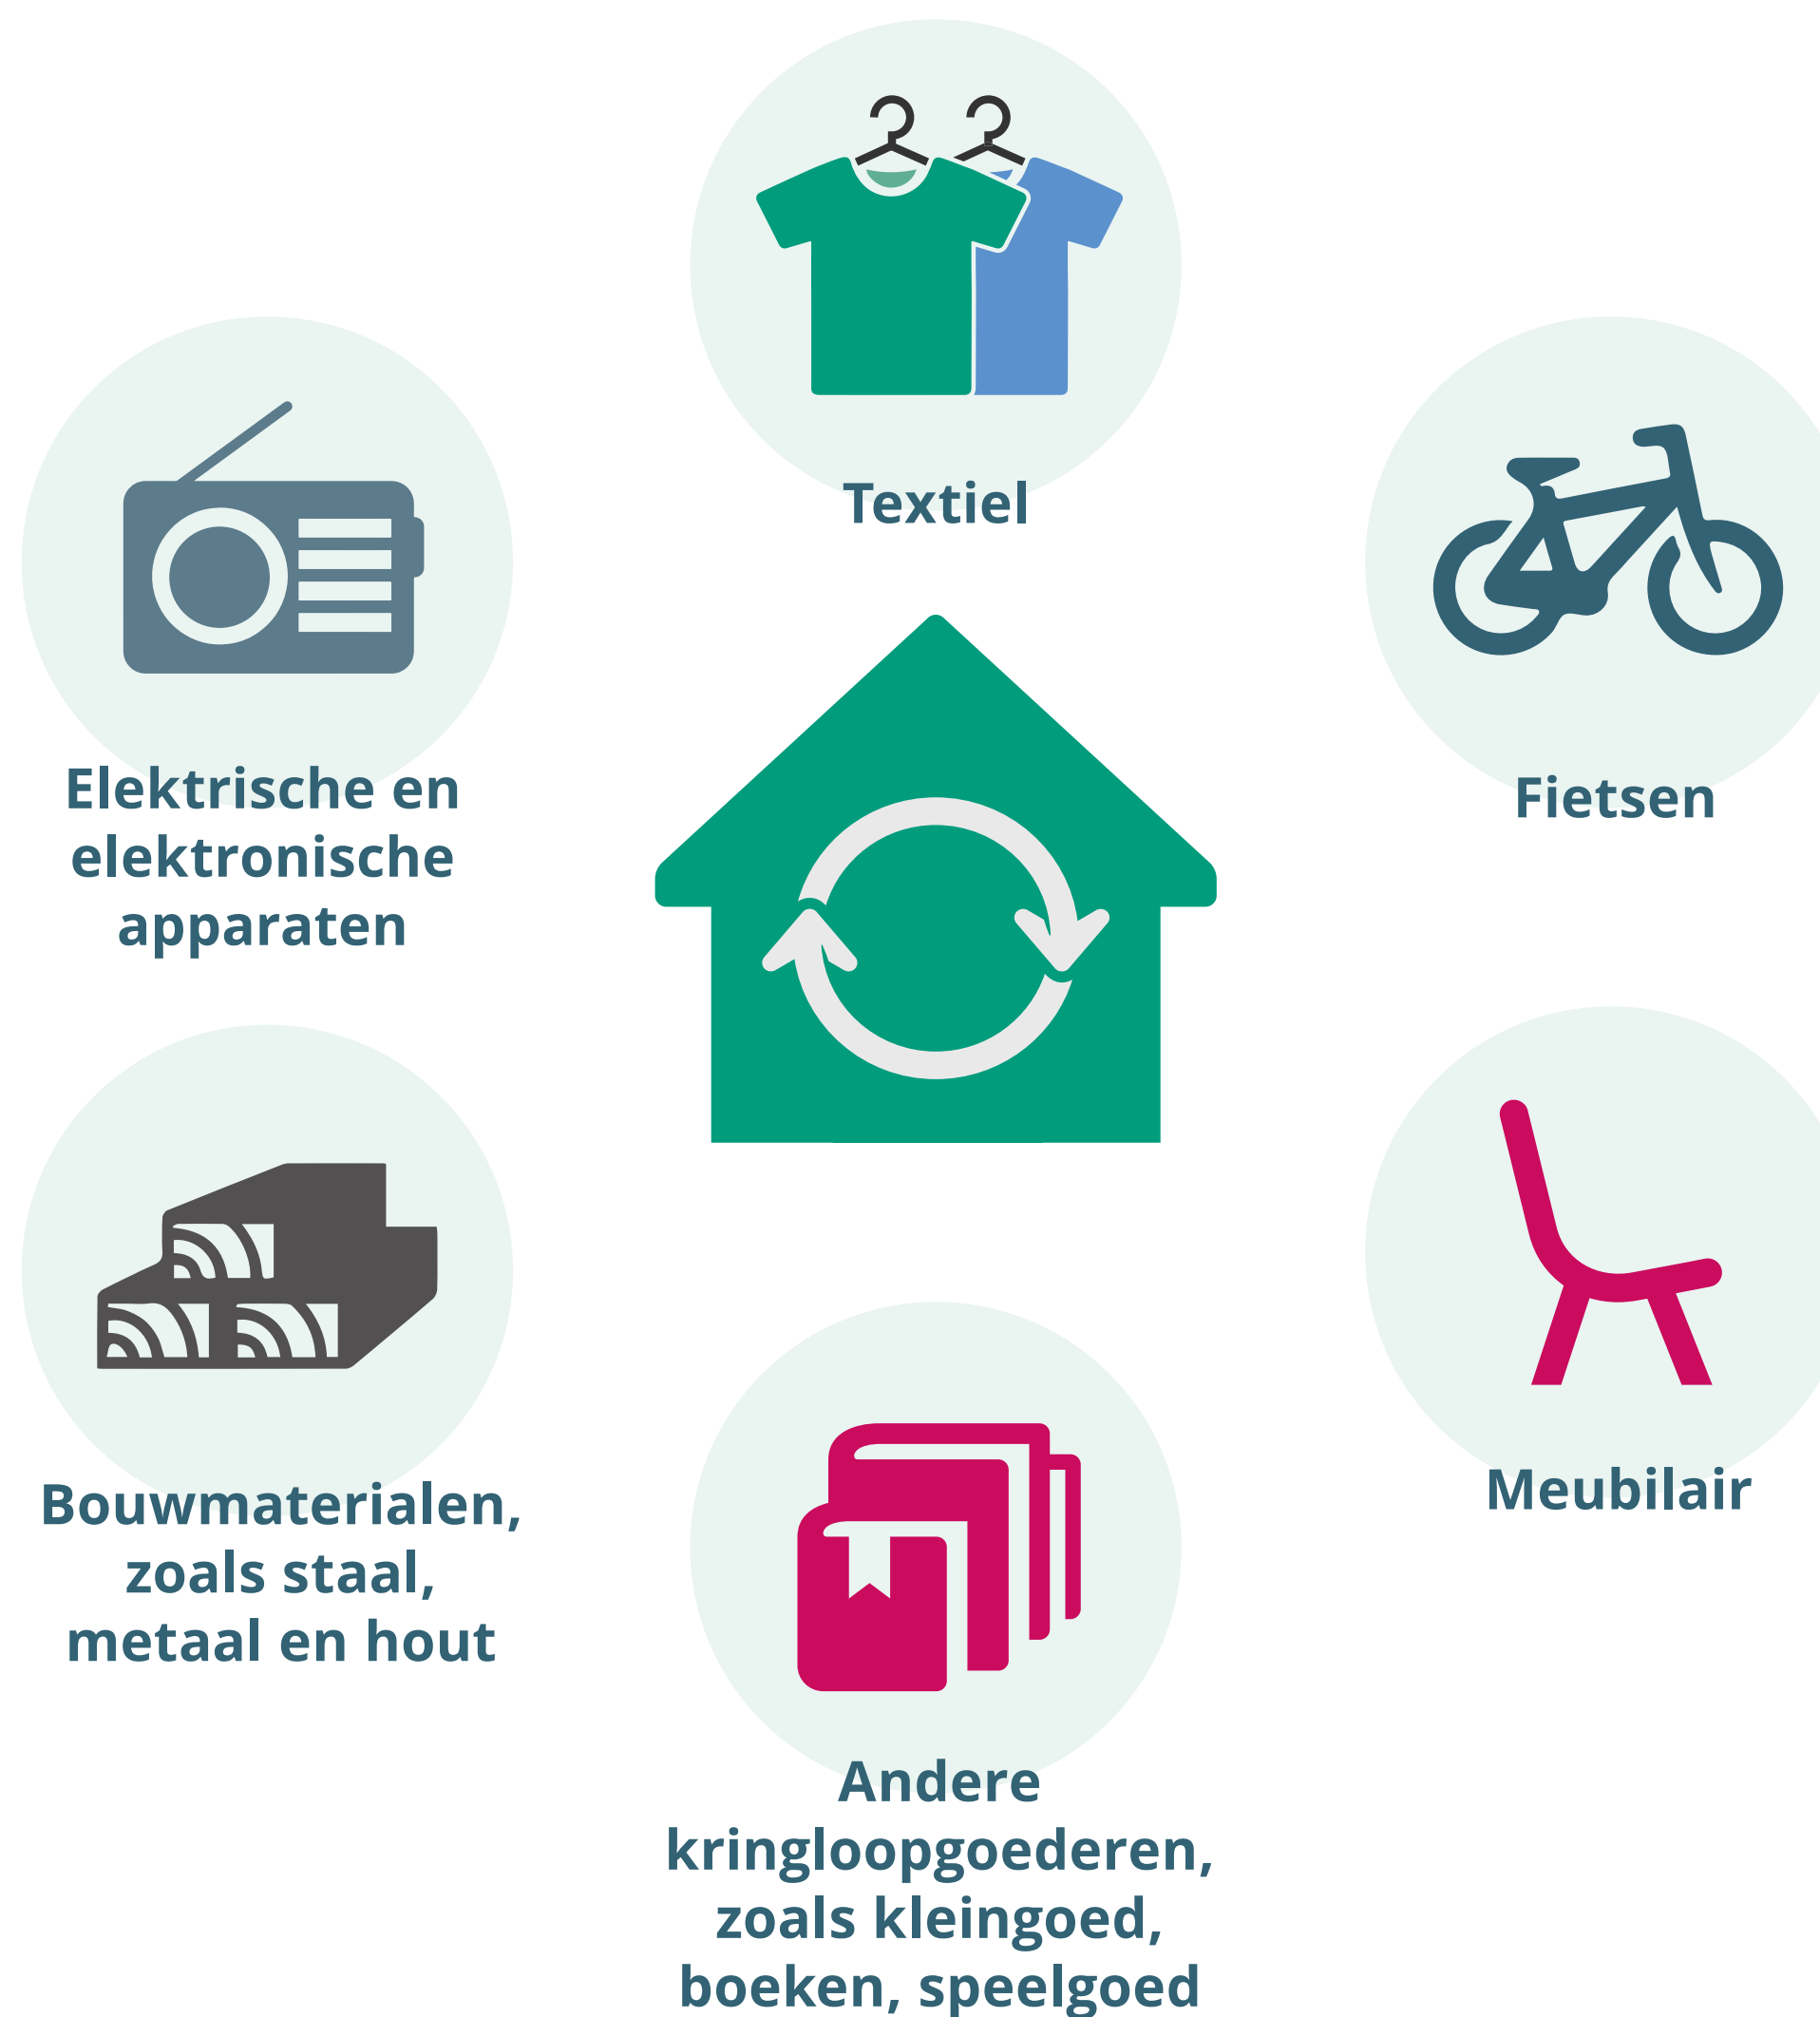 Textiel
Elektrische en
elektronische
apparaten
Fietsen
Bouwmaterialen,
zoals staal,
metaal en hout
Meubilair
Andere
kringloopgoederen,
zoals kleingoed,
boeken, speelgoed